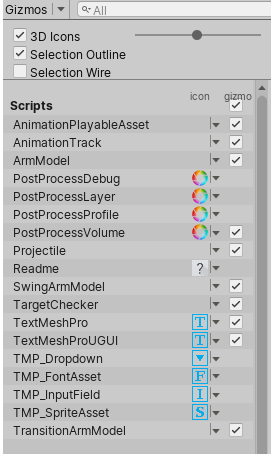 Gizmos All
3D Icons
Selection Outline
Selection Wire
icon gizmo
Scripts
AnimationPlayableAsset
AnimationTrack
ArmModel
PostProcessDebug
PostProcessLayer
PostProcessProfile
PostProcessVolume
Projectile
Readme ?
SwingArmModel
TargetChecker
TextMeshPro T
TextMeshProUGUI T
TMP_Dropdown
TMP_FontAsset F
TMP_InputField I
TMP_SpriteAsset S
TransitionArmModel